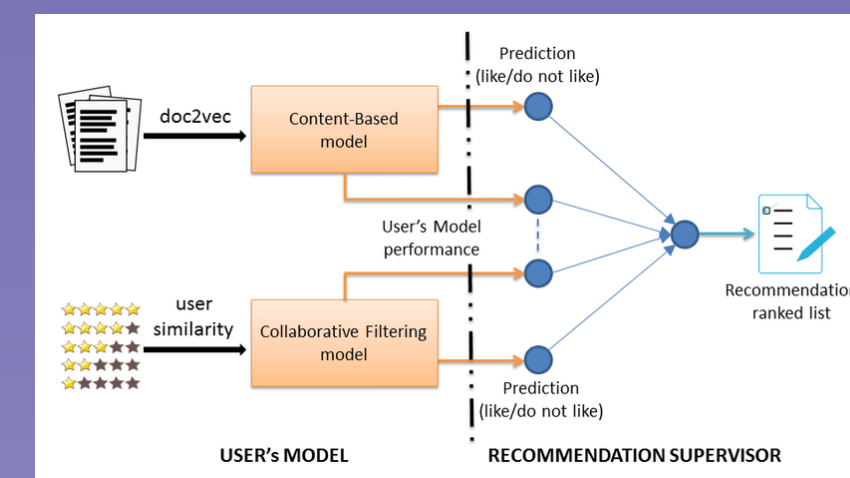 Prediction
(like/do not like)
doc2vec
Content-Based
model
User's Model
performance
user
similarity
Collaborative Filtering
model
Recommendation
ranked list
Prediction
(like/do not like)
USER's MODEL
RECOMMENDATION SUPERVISOR